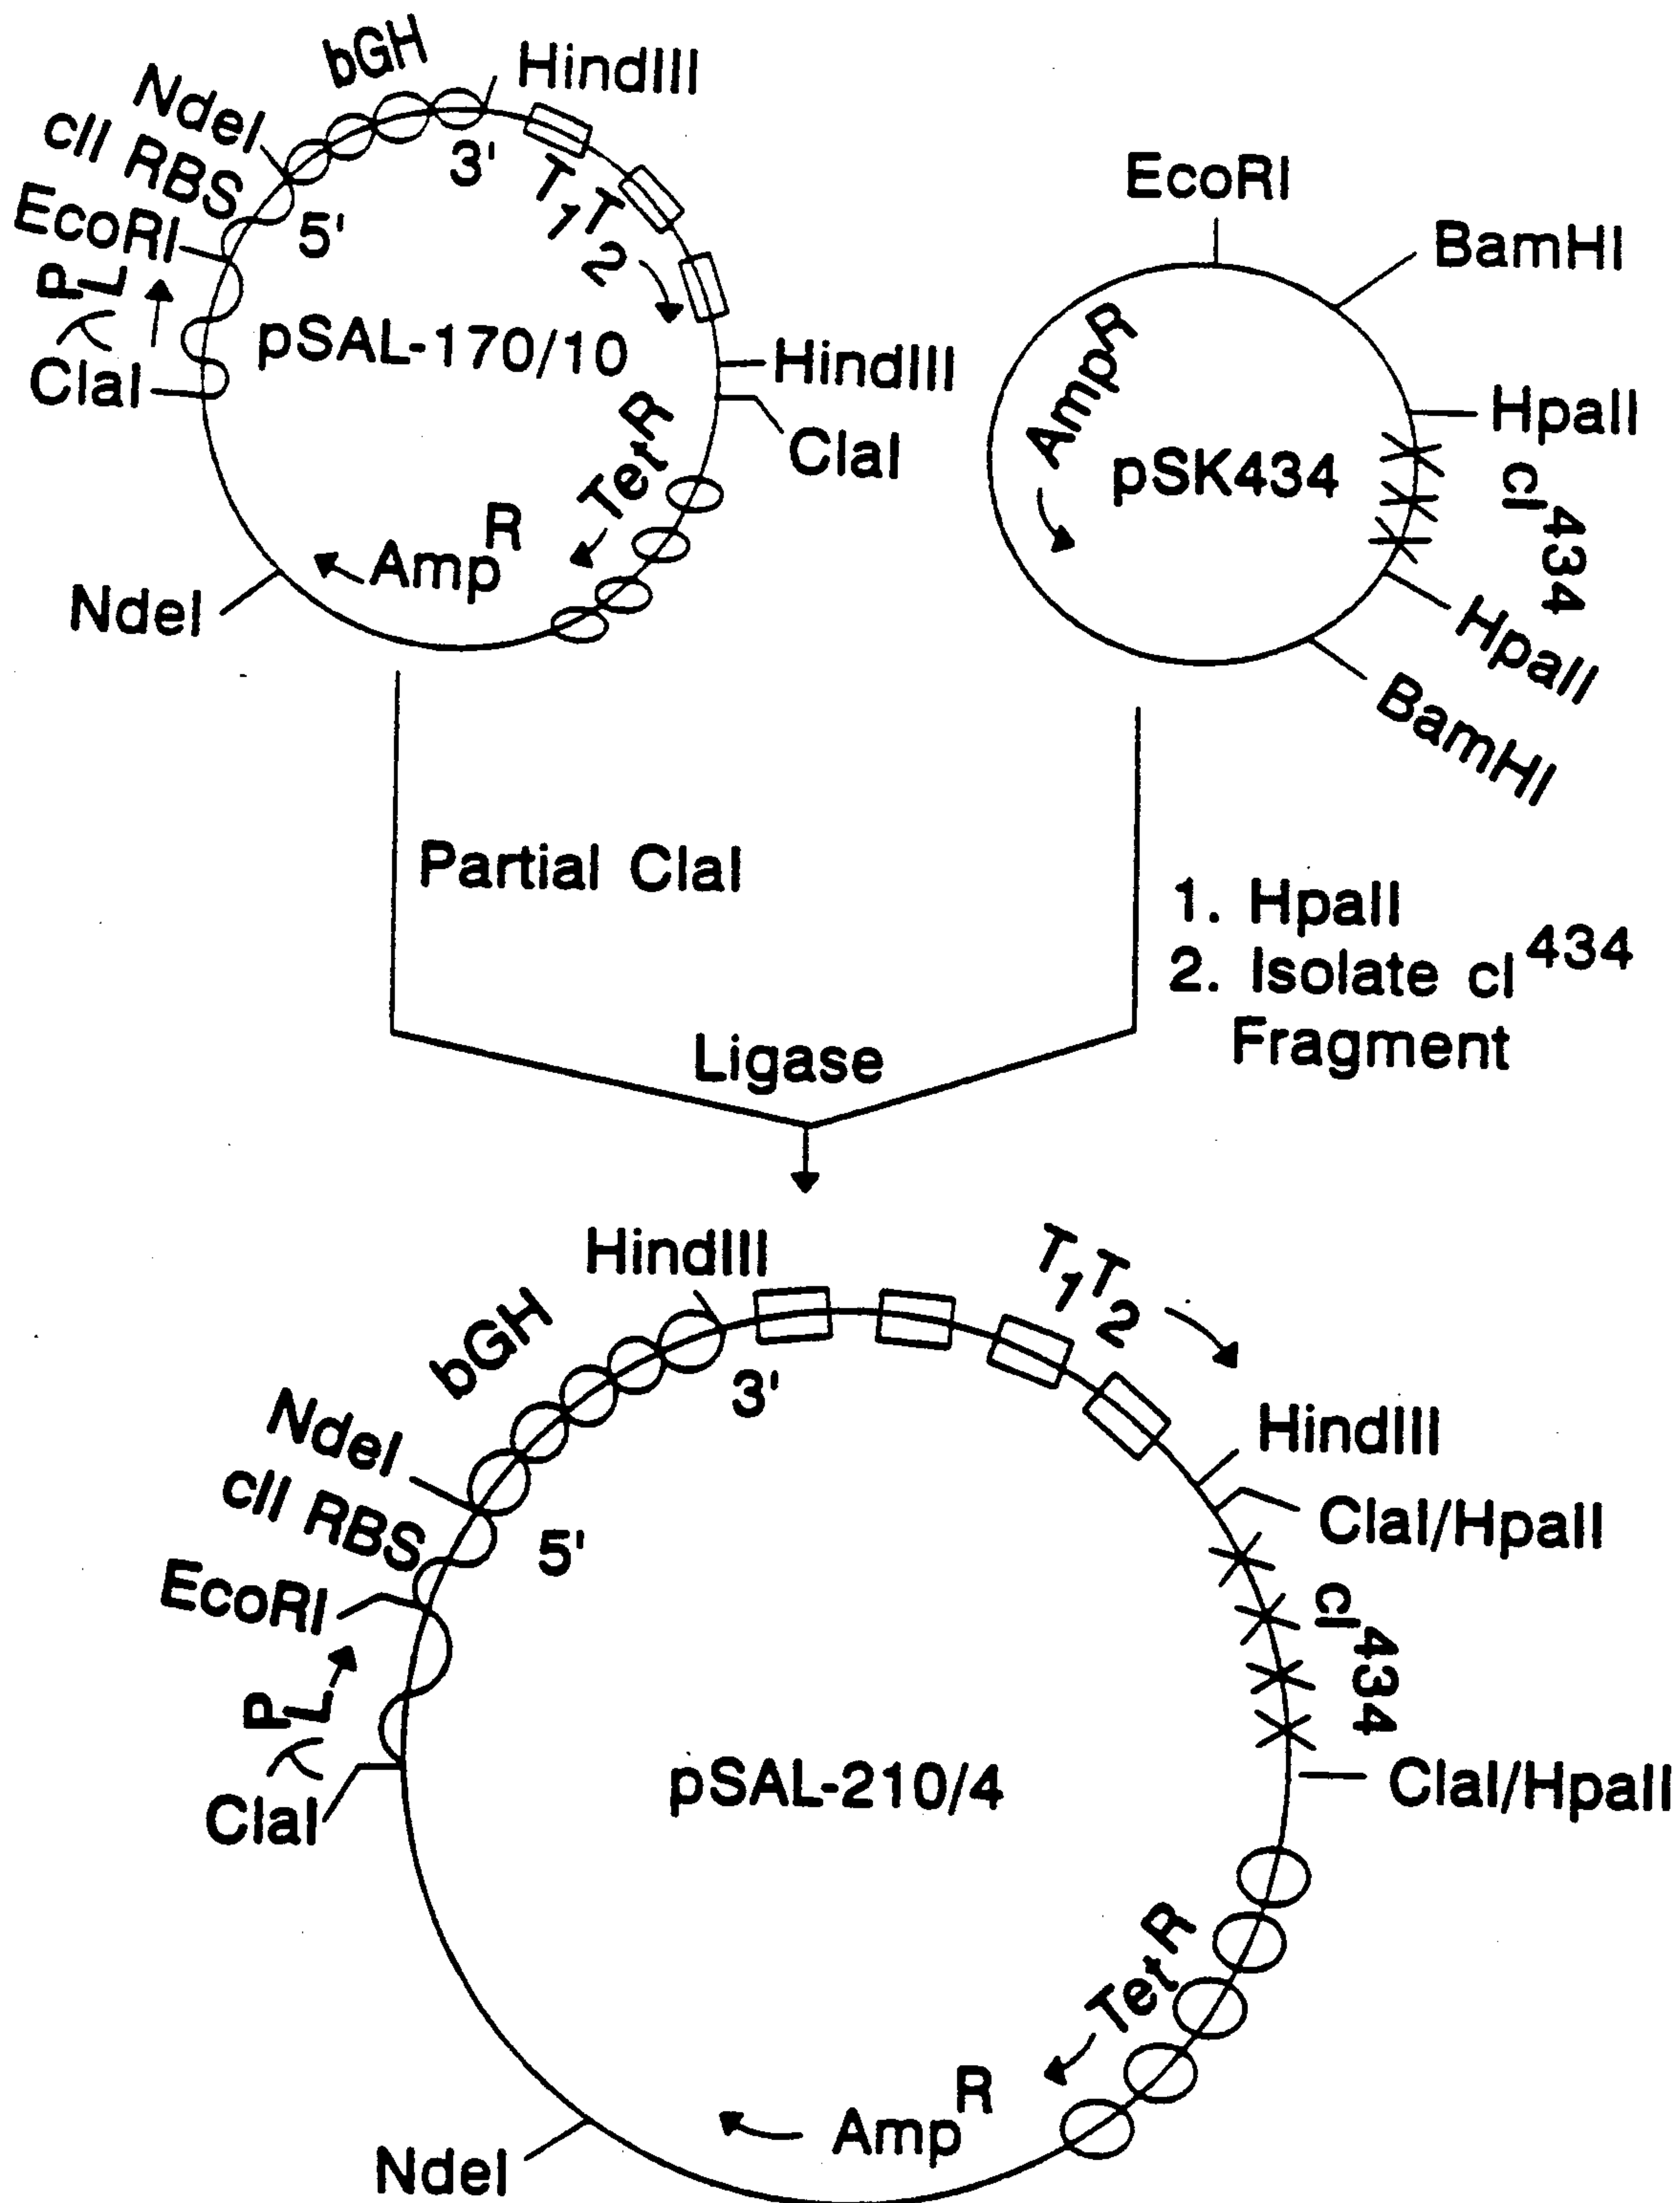 bGH
HindIII
NdeI
cII RBS
3'
T1T2
EcoRI
5'
λ PL
pSAL-170/10
ClaI
HindIII
ClaI
TetR
AmpR
NdeI
EcoRI
BamHI
AmpR
HpaII
pSK434
cI434
HpaII
BamHI
Partial ClaI
1. HpaII
2. Isolate cI434
Fragment
Ligase
HindIII
T1T2
bGH
3'
NdeI
HindIII
cII RBS
5'
ClaI/HpaII
EcoRI
cI434
λ PL
pSAL-210/4
ClaI/HpaII
ClaI
TetR
AmpR
NdeI